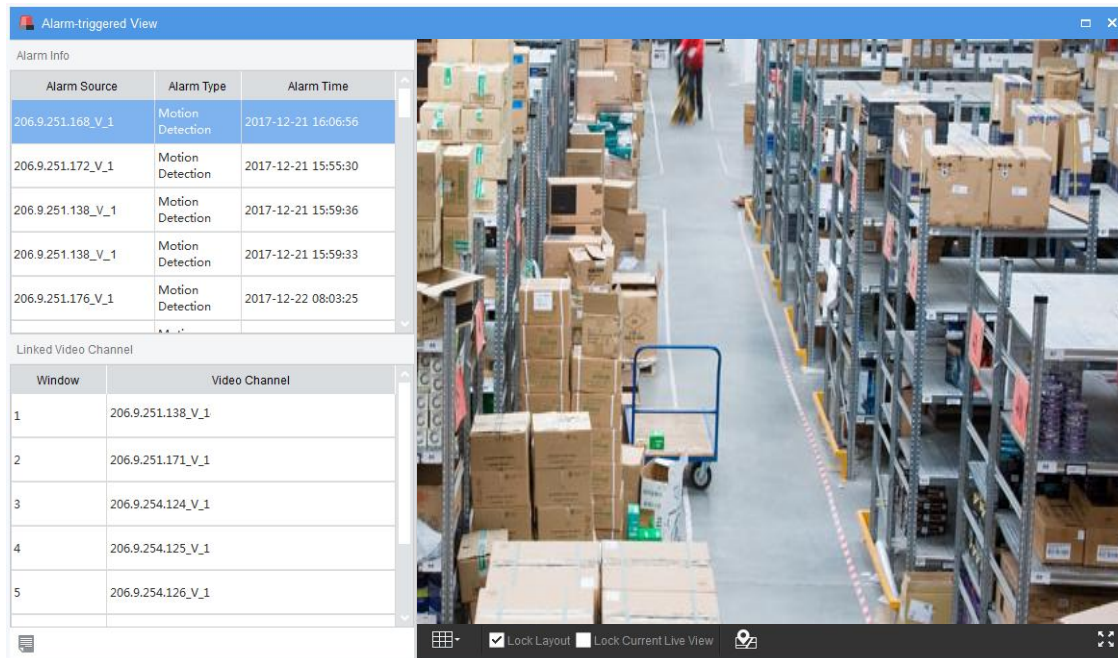 Alarm-triggered View
Alarm Info
Alarm Source Alarm Type Alarm Time
206.9.251.168_V_1 Motion Detection 2017-12-21 16:06:56
206.9.251.172_V_1 Motion Detection 2017-12-21 15:55:30
206.9.251.138_V_1 Motion Detection 2017-12-21 15:59:36
206.9.251.138_V_1 Motion Detection 2017-12-21 15:59:33
206.9.251.176_V_1 Motion Detection 2017-12-22 08:03:25
Linked Video Channel
Window Video Channel
1 206.9.251.138_V_1
2 206.9.251.171_V_1
3 206.9.254.124_V_1
4 206.9.254.125_V_1
5 206.9.254.126_V_1
Lock Layout Lock Current Live View